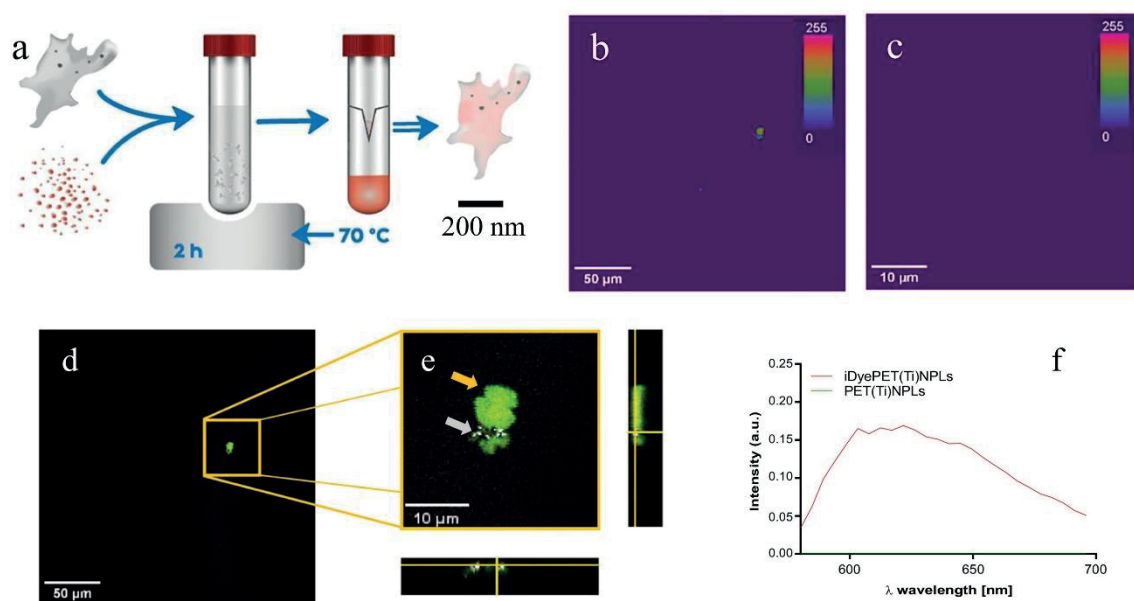 a
2 h
70 °C
200 nm
b
255
0
50 µm
c
255
0
10 µm
d
50 µm
e
10 µm
f
iDyePET(Ti)NPLs
PET(Ti)NPLs
Intensity (a.u.)
0.25
0.20
0.15
0.10
0.05
0.00
600
650
700
λ wavelength [nm]